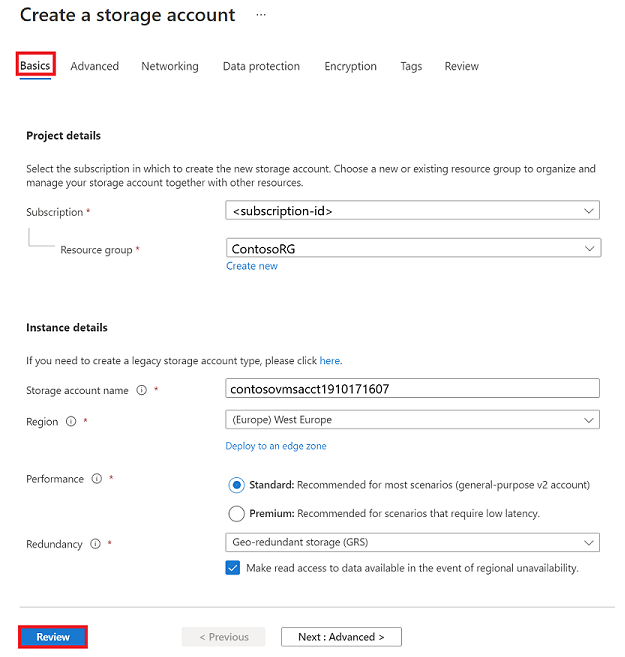 Create a storage account ...
Basics Advanced Networking Data protection Encryption Tags Review
Project details
Select the subscription in which to create the new storage account. Choose a new or existing resource group to organize and
manage your storage account together with other resources.
Subscription * <subscription-id>
Resource group * ContosoRG
Create new
Instance details
If you need to create a legacy storage account type, please click here.
Storage account name * contosovmsacct1910171607
Region * (Europe) West Europe
Deploy to an edge zone
Performance * Standard: Recommended for most scenarios (general-purpose v2 account)
Premium: Recommended for scenarios that require low latency.
Redundancy * Geo-redundant storage (GRS)
Make read access to data available in the event of regional unavailability.
Review < Previous Next : Advanced >